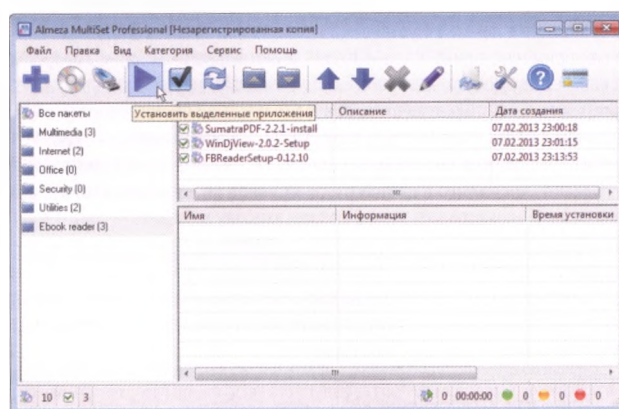 Almeza MultiSet Professional [Незарегистрированная копия]
Файл Правка Вид Категория Сервис Помощь
Установить выделенные приложения
Все пакеты
Multimedia (3)
Internet (2)
Office (0)
Security (0)
Utilities (2)
Ebook reader (3)
Описание Дата создания
SumatraPDF-2.2.1-install 07.02.2013 23:00:18
WinDjView-2.0.2-Setup 07.02.2013 23:01:15
FBReaderSetup-0.12.10 07.02.2013 23:13:53
Имя Информация Время установки
10 3 0 00:00:00 0 0 0